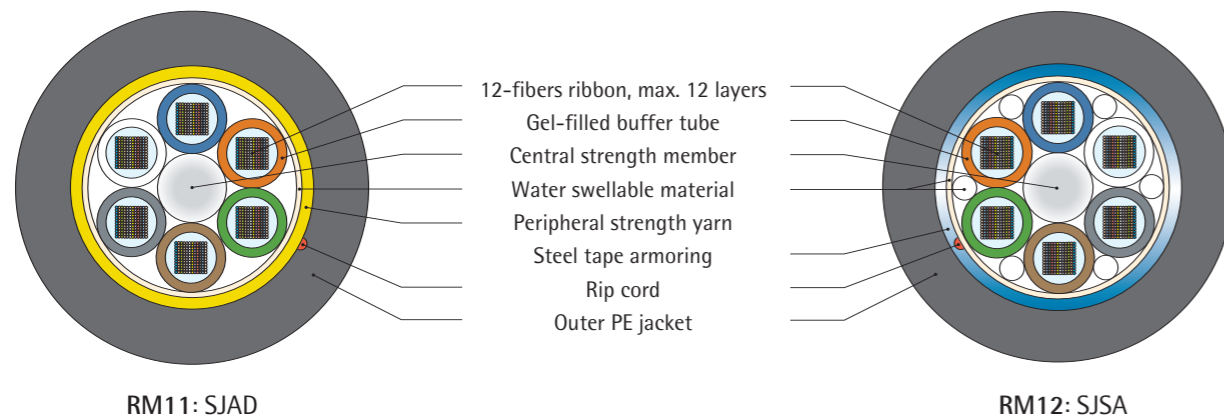 12-fibers ribbon, max. 12 layers
Gel-filled buffer tube
Central strength member
Water swellable material
Peripheral strength yarn
Steel tape armoring
Rip cord
Outer PE jacket
RM11: SJAD
RM12: SJSA